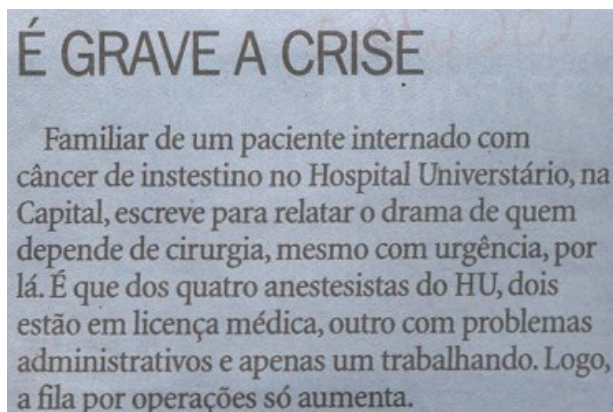 É GRAVE A CRISE
Familiar de um paciente internado com
câncer de instestino no Hospital Universtário, na
Capital, escreve para relatar o drama de quem
depende de cirurgia, mesmo com urgência, por
lá. É que dos quatro anestesistas do HU, dois
estão em licença médica, outro com problemas
administrativos e apenas um trabalhando. Logo,
a fila por operações só aumenta.